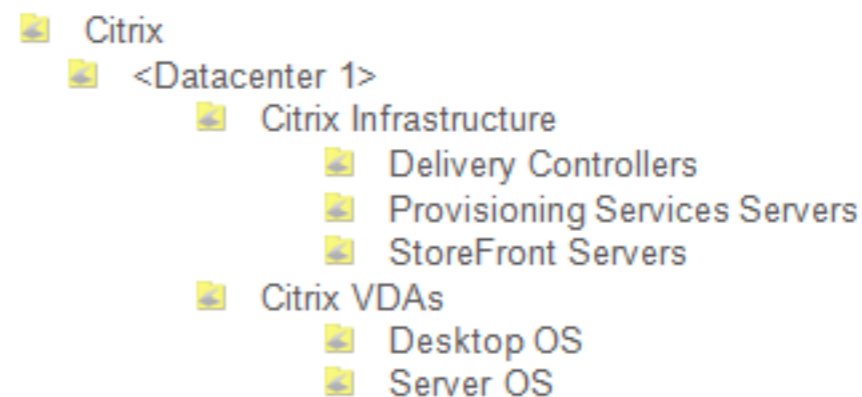 Citrix
<Datacenter 1>
Citrix Infrastructure
Delivery Controllers
Provisioning Services Servers
StoreFront Servers
Citrix VDAs
Desktop OS
Server OS